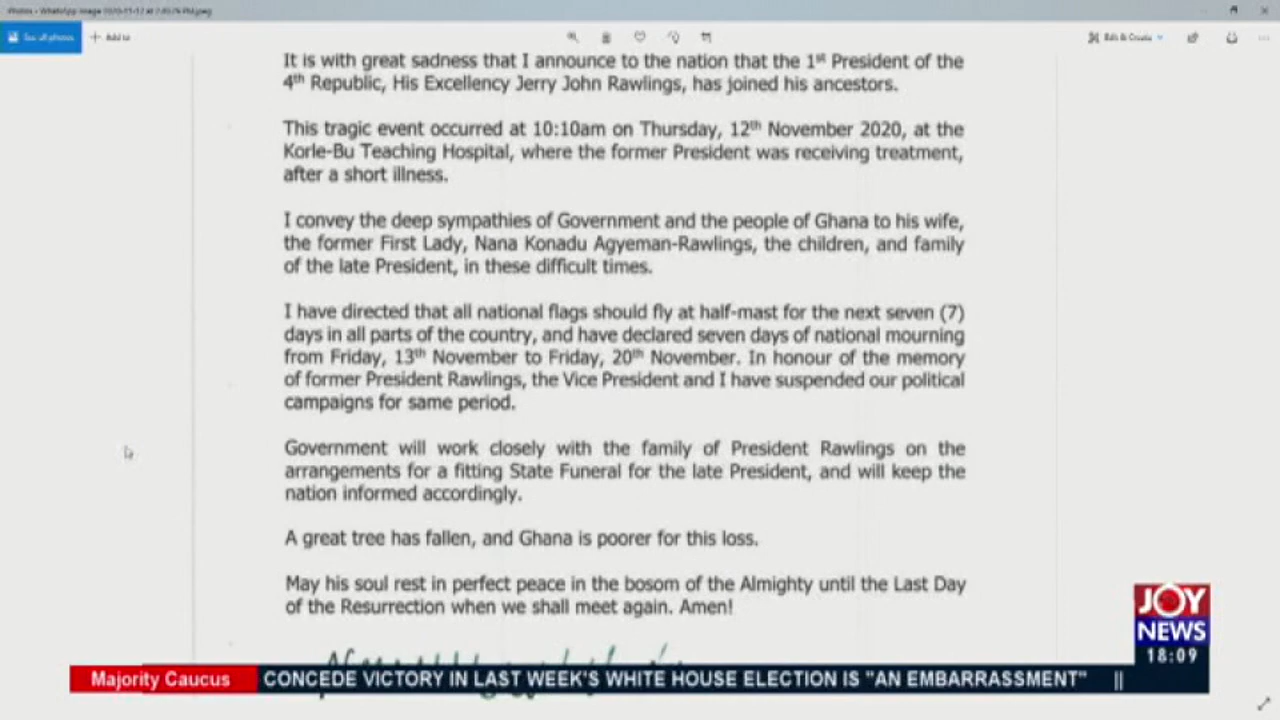 See all photos
Add to
Edit & Create
It is with great sadness that I announce to the nation that the 1st President of the
4th Republic, His Excellency Jerry John Rawlings, has joined his ancestors.
This tragic event occurred at 10:10am on Thursday, 12th November 2020, at the
Korle-Bu Teaching Hospital, where the former President was receiving treatment,
after a short illness.
I convey the deep sympathies of Government and the people of Ghana to his wife,
the former First Lady, Nana Konadu Agyeman-Rawlings, the children, and family
of the late President, in these difficult times.
I have directed that all national flags should fly at half-mast for the next seven (7)
days in all parts of the country, and have declared seven days of national mourning
from Friday, 13th November to Friday, 20th November. In honour of the memory
of former President Rawlings, the Vice President and I have suspended our political
campaigns for same period.
Government will work closely with the family of President Rawlings on the
arrangements for a fitting State Funeral for the late President, and will keep the
nation informed accordingly.
A great tree has fallen, and Ghana is poorer for this loss.
May his soul rest in perfect peace in the bosom of the Almighty until the Last Day
of the Resurrection when we shall meet again. Amen!
JOY
NEWS
18:09
Majority Caucus
CONCEDE VICTORY IN LAST WEEK'S WHITE HOUSE ELECTION IS "AN EMBARRASSMENT" ||